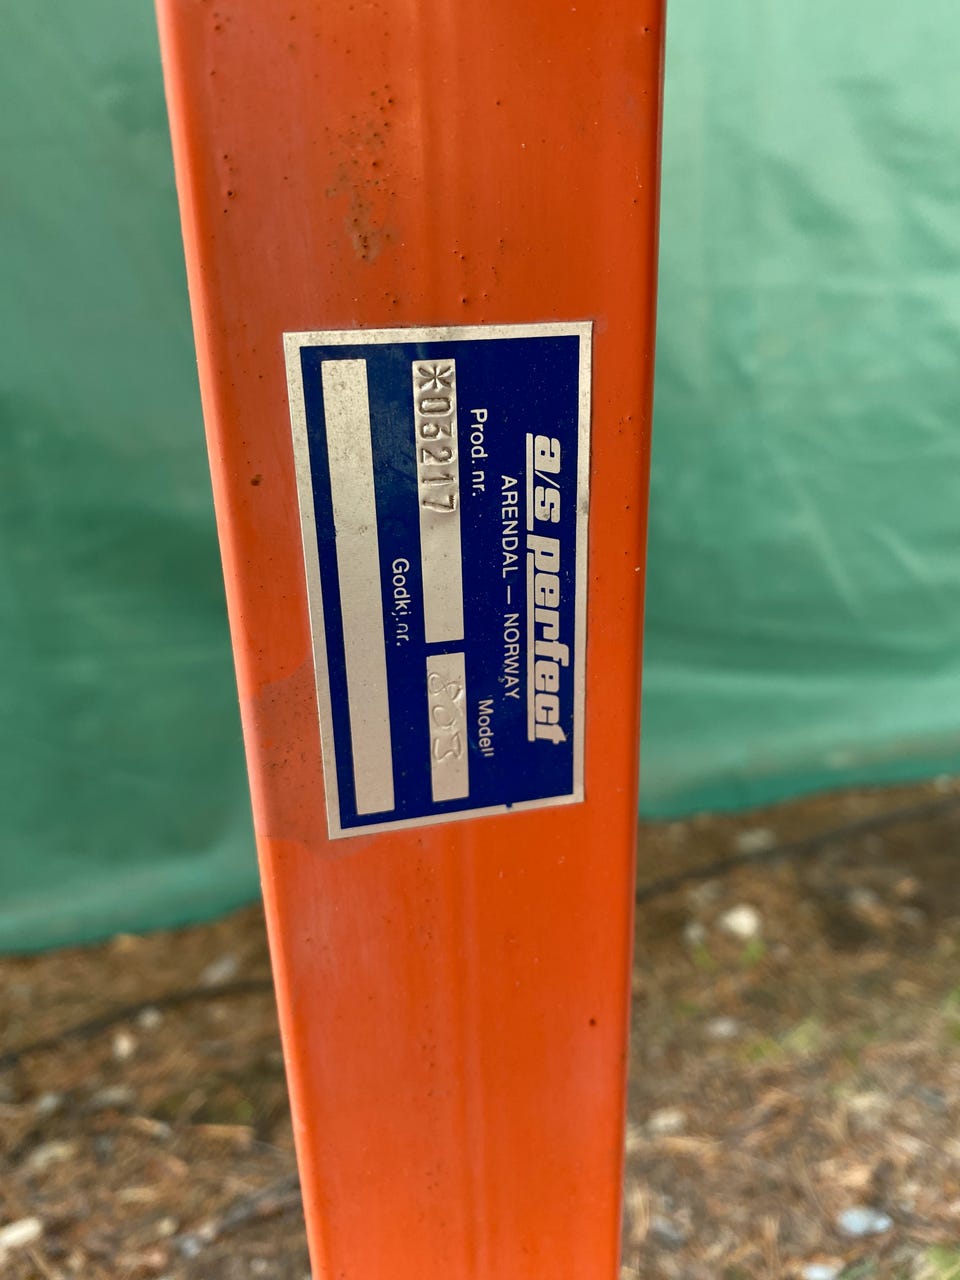 a/s perfect
ARENDAL — NORWAY
Prod. nr. Modell
*03217 803
Godkj.nr.